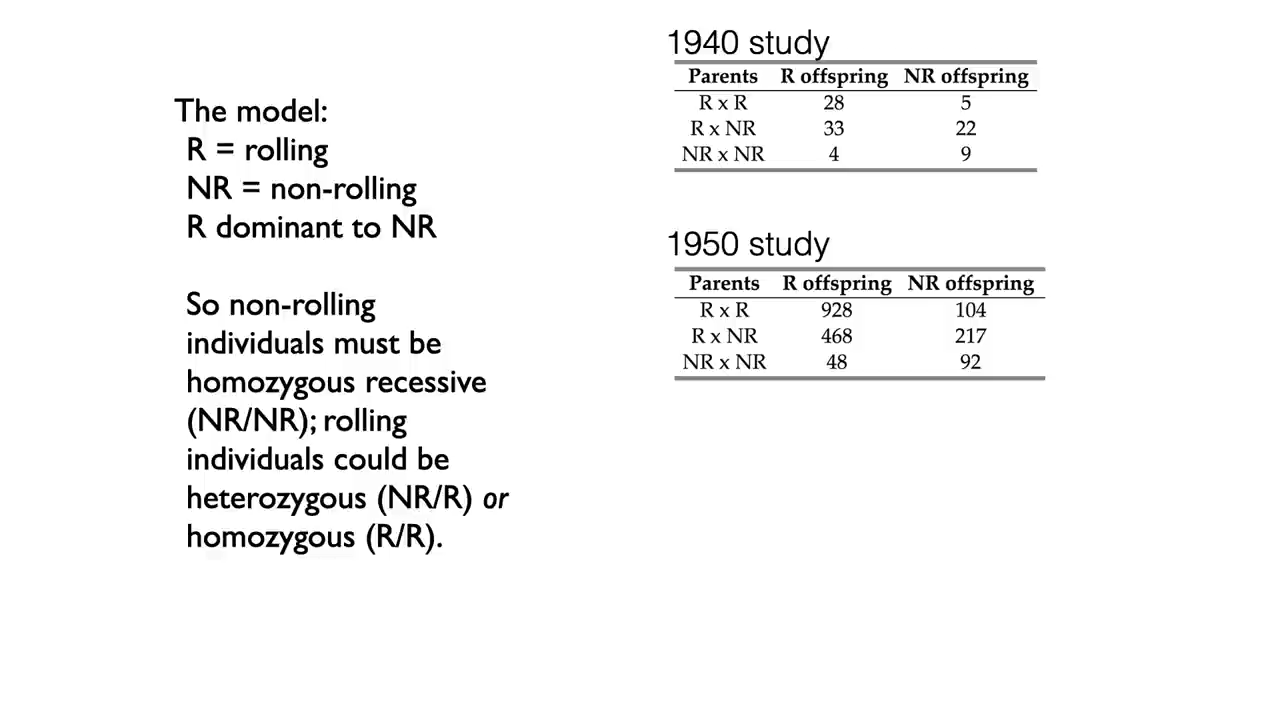 The model:
R = rolling
NR = non-rolling
R dominant to NR
So non-rolling
individuals must be
homozygous recessive
(NR/NR); rolling
individuals could be
heterozygous (NR/R) or
homozygous (R/R).
1940 study
Parents R offspring NR offspring
R x R 28 5
R x NR 33 22
NR x NR 4 9
1950 study
Parents R offspring NR offspring
R x R 928 104
R x NR 468 217
NR x NR 48 92